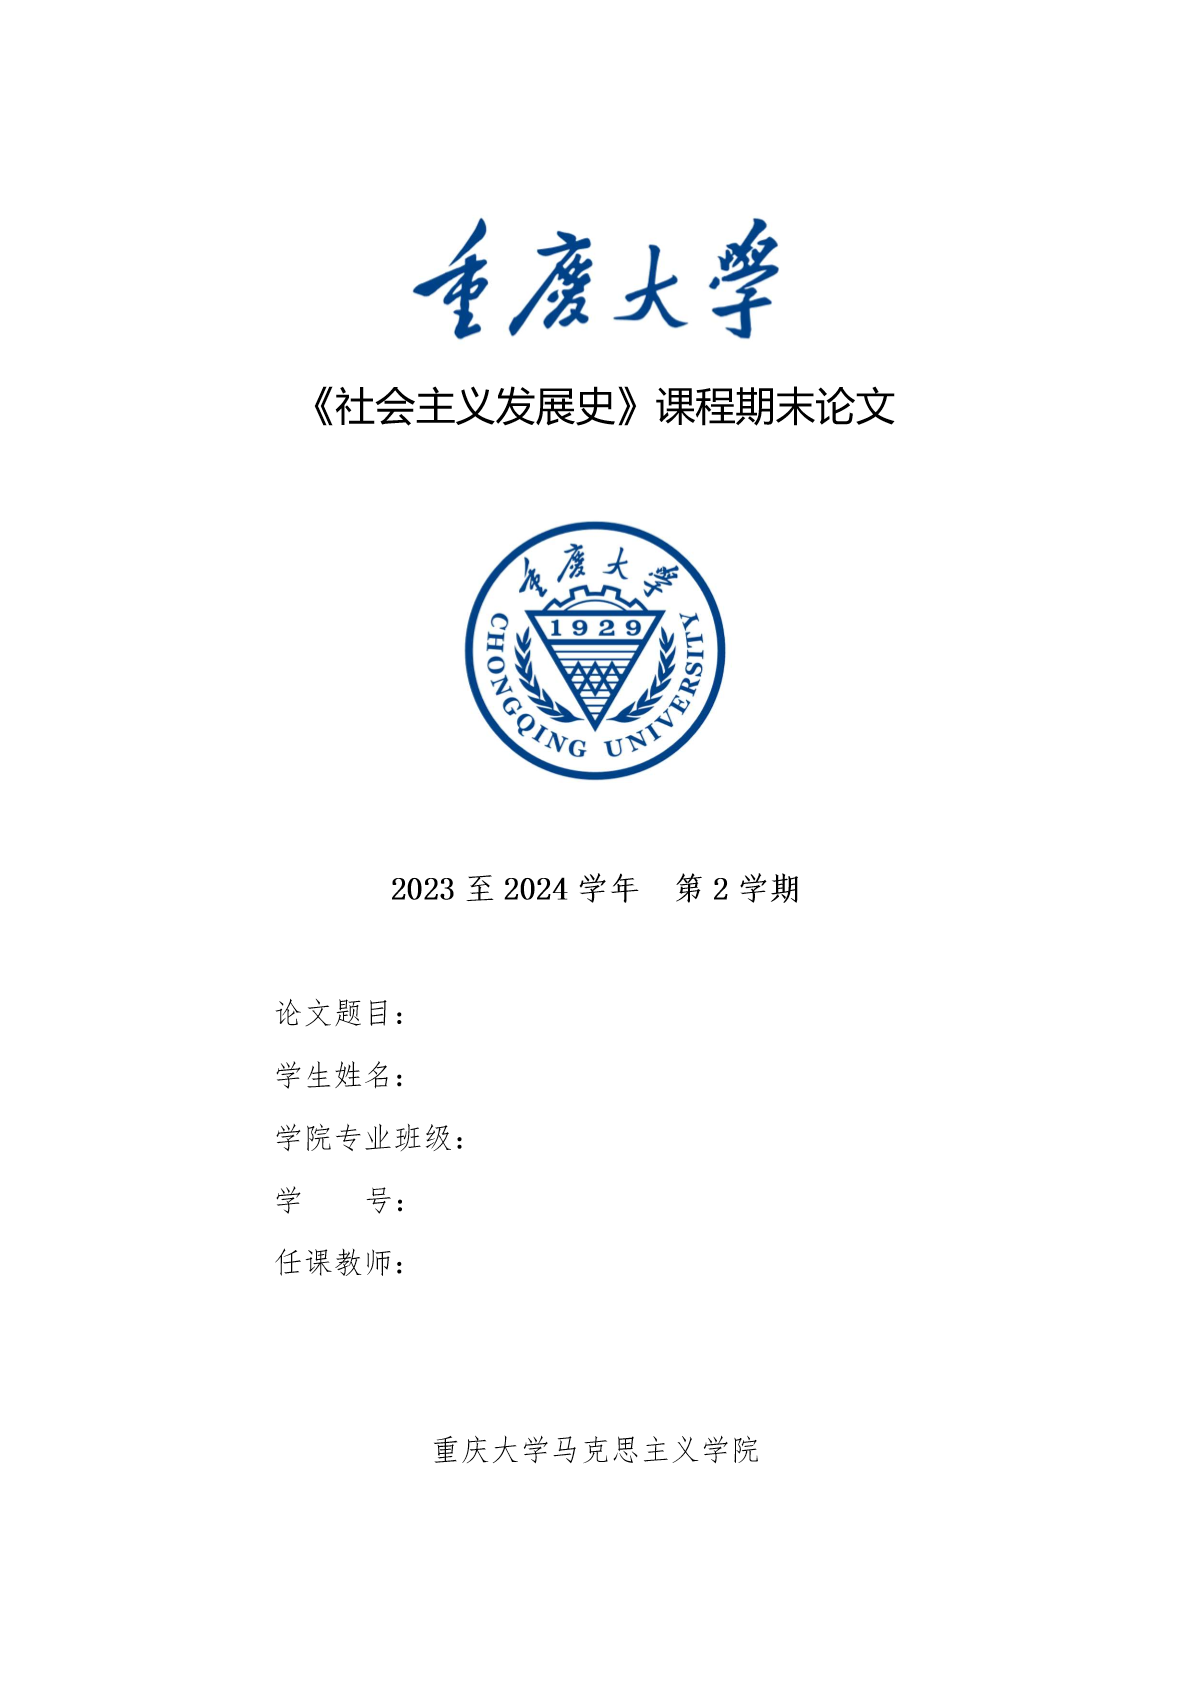 重慶大學
《社会主义发展史》课程期末论文
重慶大學
1929
CHONGQING UNIVERSITY
2023 至 2024 学年 第 2 学期
论文题目：
学生姓名：
学院专业班级：
学 号：
任课教师：
重庆大学马克思主义学院